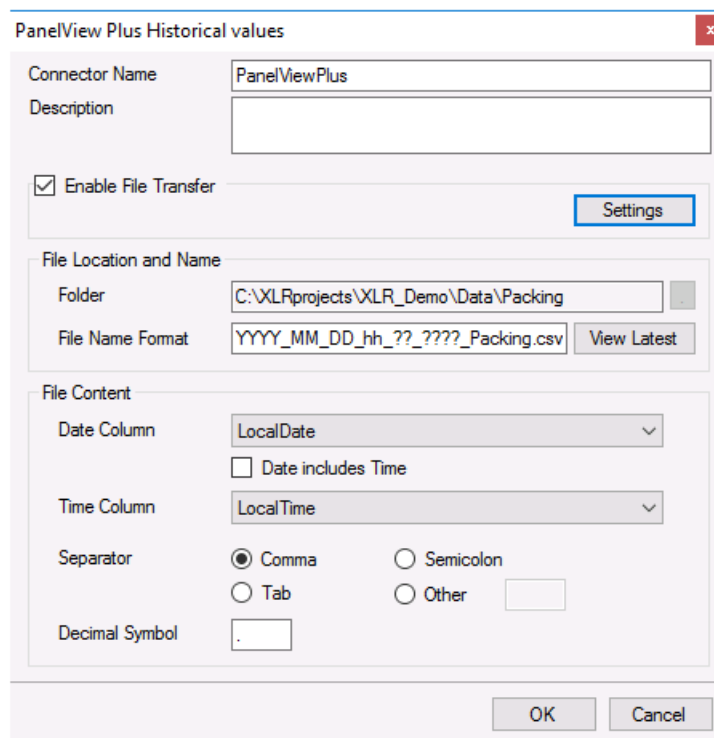 PanelView Plus Historical values
x
Connector Name PanelViewPlus
Description
Enable File Transfer
Settings
File Location and Name
Folder C:\XLRprojects\XLR_Demo\Data\Packing .
File Name Format YYYY_MM_DD_hh_??_????_Packing.csv View Latest
File Content
Date Column LocalDate
Date includes Time
Time Column LocalTime
Separator Comma Semicolon
Tab Other
Decimal Symbol .
OK Cancel